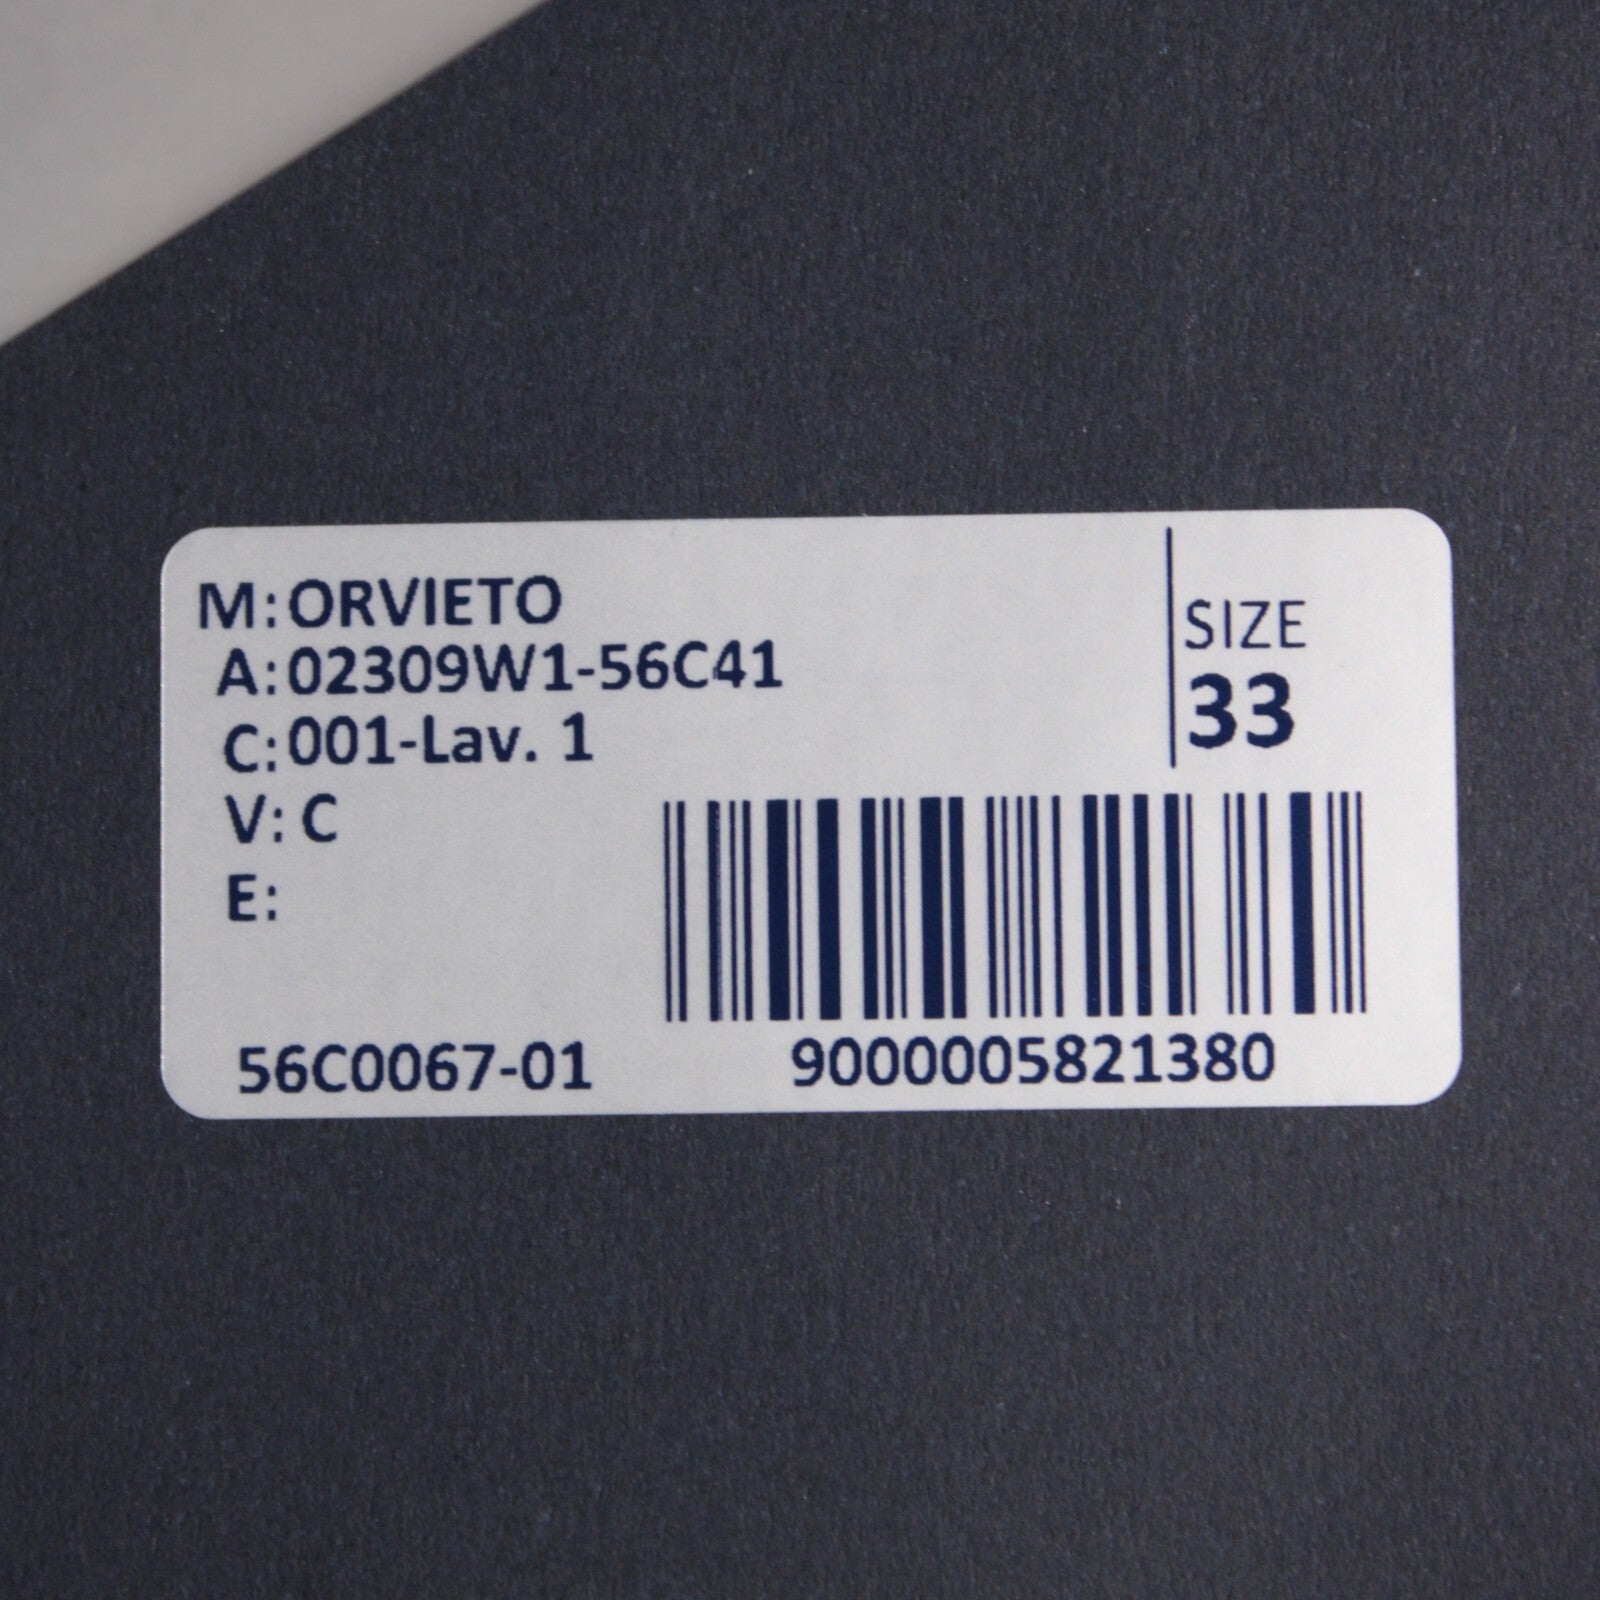 M: ORVIETO
A: 02309W1-56C41
C: 001-Lav. 1
V: C
E:
SIZE
33
56C0067-01
9000005821380